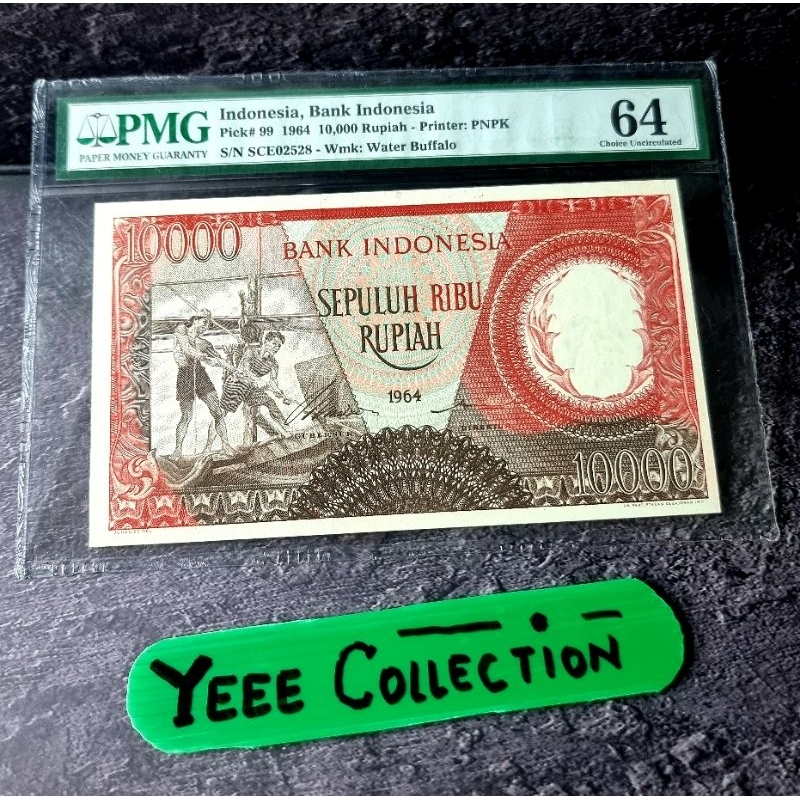 PMG
PAPER MONEY GUARANTY
Indonesia, Bank Indonesia
Pick# 99 1964 10,000 Rupiah - Printer: PNPK
S/N SCE02528 - Wmk: Water Buffalo
64
Choice Uncirculated
10000
BANK INDONESIA
SEPULUH RIBU
RUPIAH
1964
GUBERNUR
10000
YEEE COLLECTION